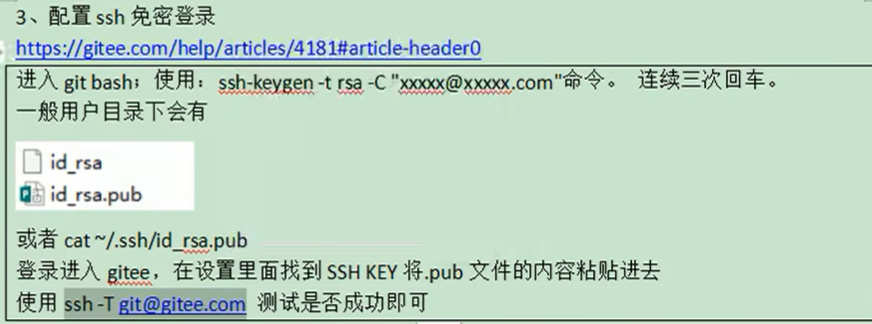 3、配置 ssh 免密登录
https://gitee.com/help/articles/4181#article-header0
进入 git bash；使用：ssh-keygen -t rsa -C "xxxxx@xxxxx.com"命令。 连续三次回车。
一般用户目录下会有
id_rsa
id_rsa.pub
或者 cat ~/.ssh/id_rsa.pub
登录进入 gitee，在设置里面找到 SSH KEY 将.pub 文件的内容粘贴进去
使用 ssh -T git@gitee.com 测试是否成功即可